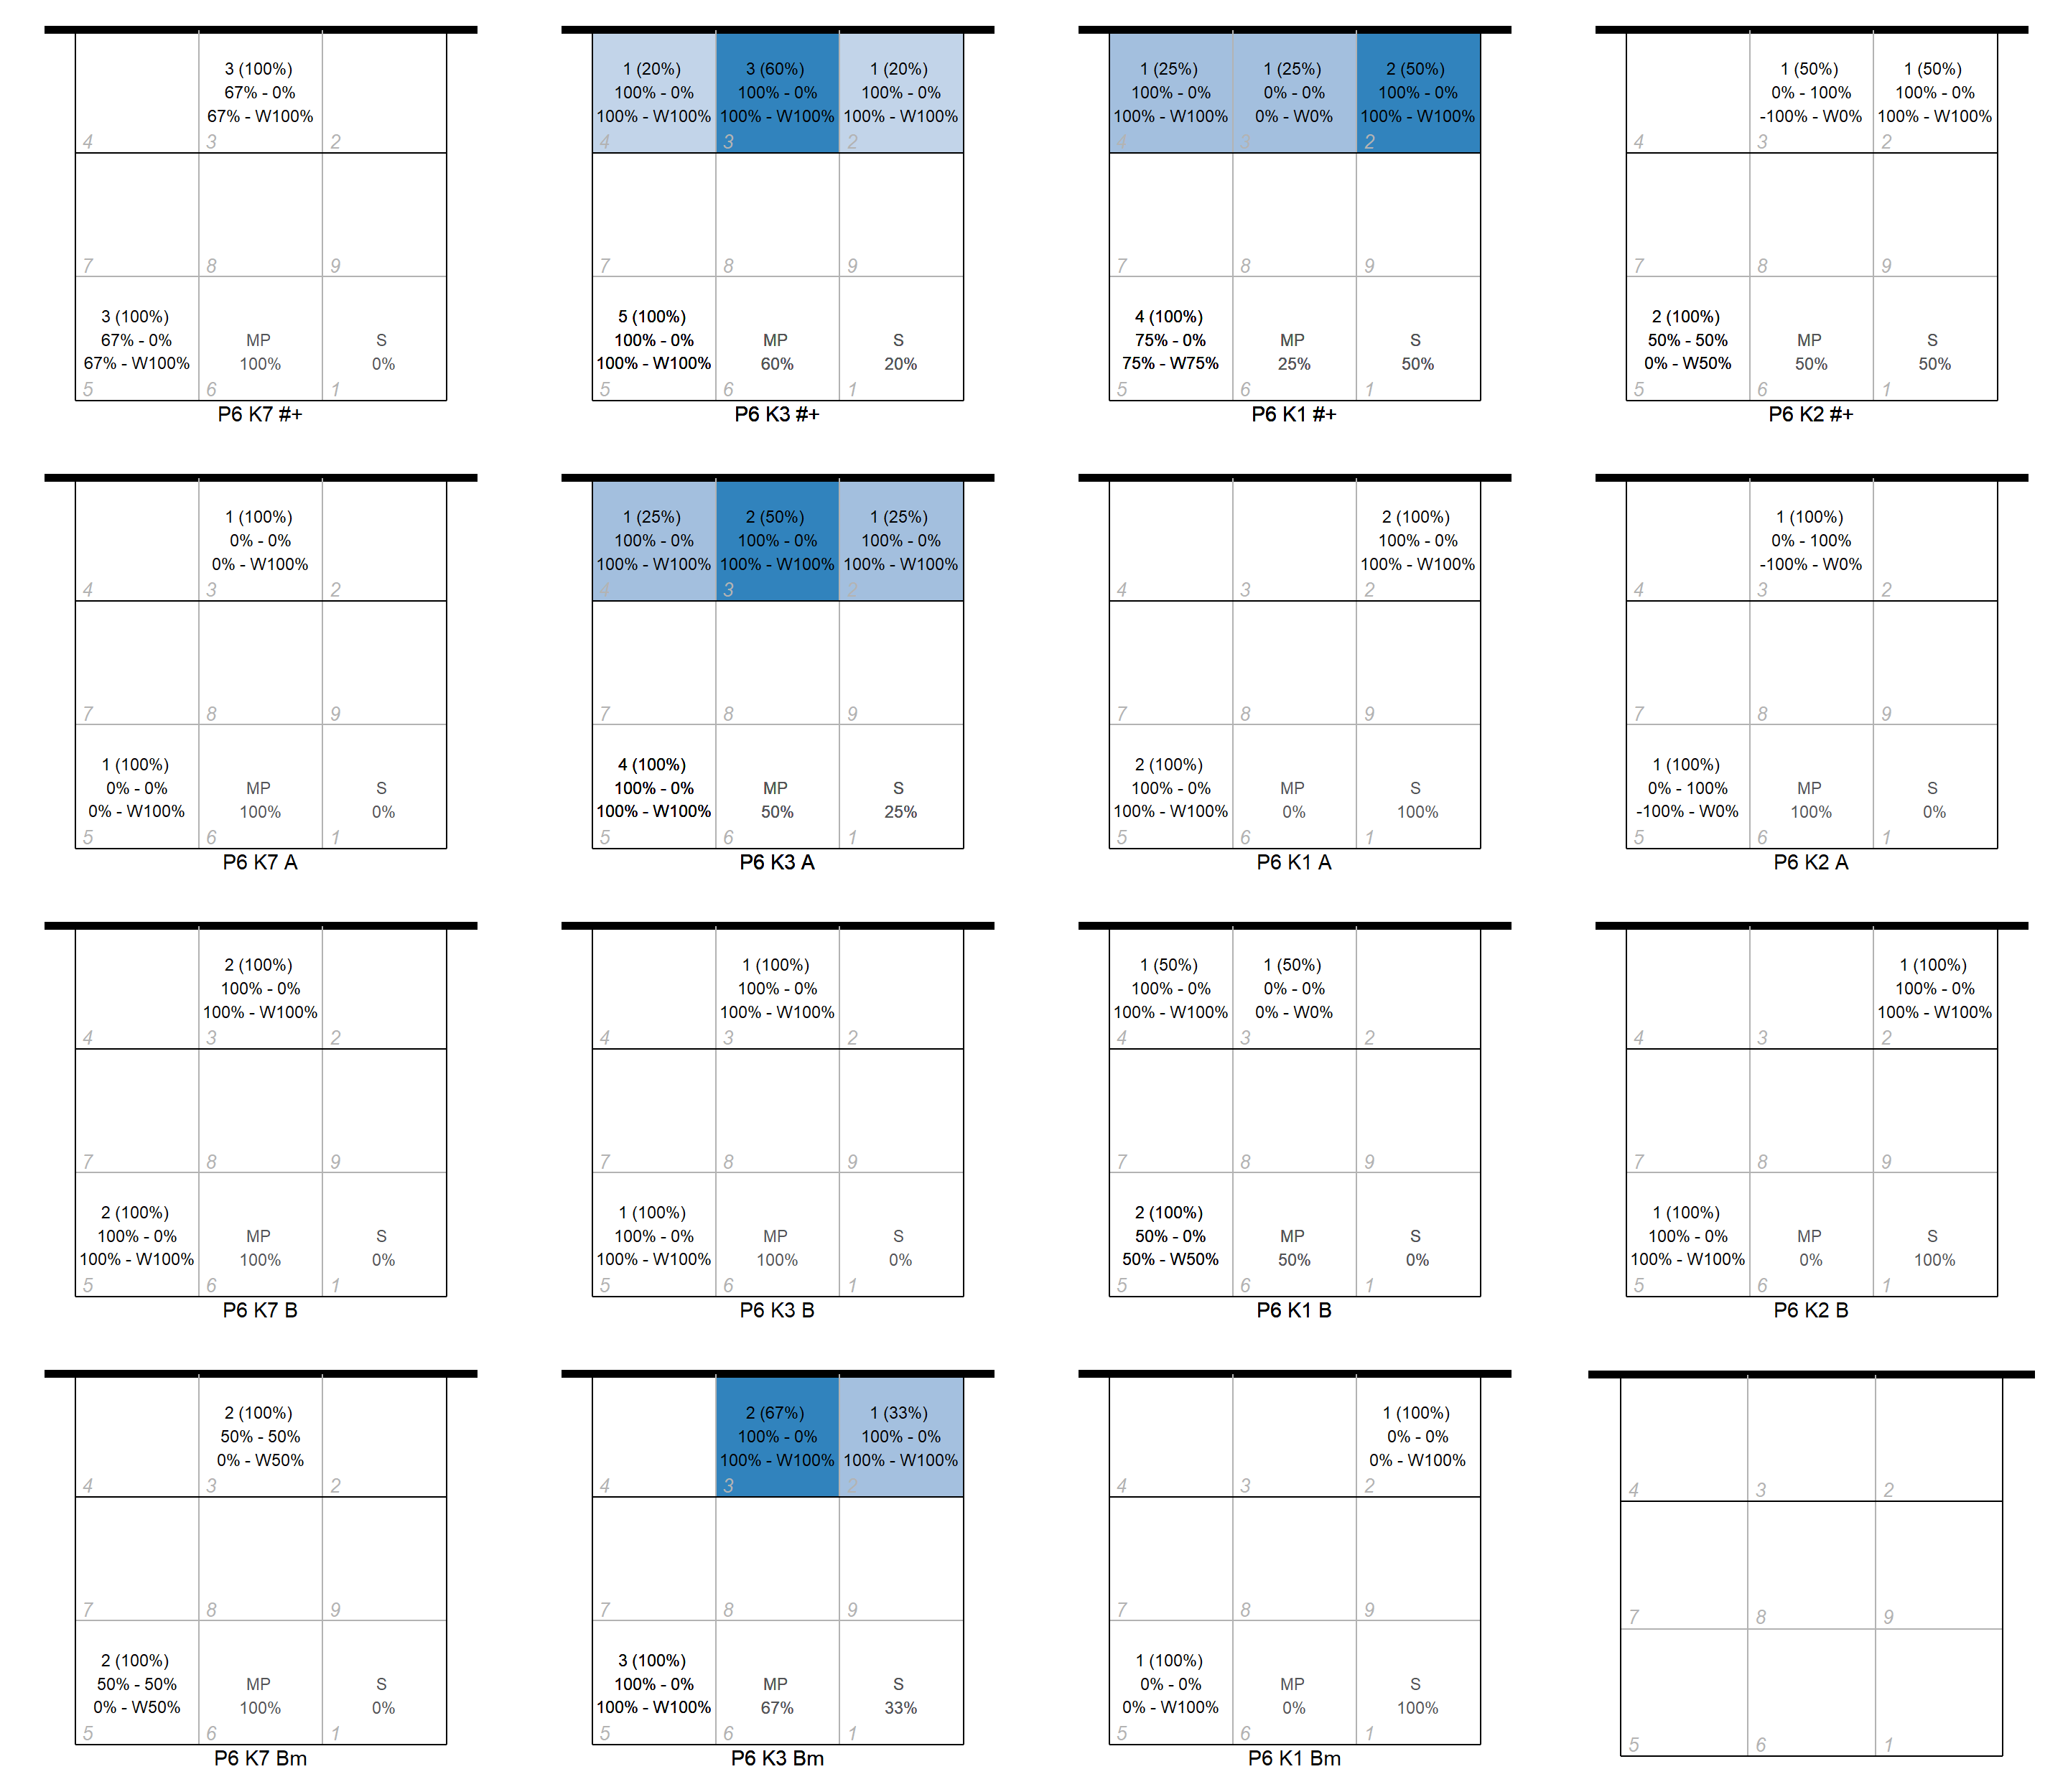 3 (100%)
67% - 0%
67% - W100%
4
3
2
7
8
9
3 (100%)
67% - 0%
67% - W100%
5
MP
100%
6
S
0%
1
P6 K7 #+
1 (20%)
100% - 0%
100% - W100%
4
3 (60%)
100% - 0%
100% - W100%
3
1 (20%)
100% - 0%
100% - W100%
2
7
8
9
5 (100%)
100% - 0%
100% - W100%
5
MP
60%
6
S
20%
1
P6 K3 #+
1 (25%)
100% - 0%
100% - W100%
4
1 (25%)
0% - 0%
0% - W0%
3
2 (50%)
100% - 0%
100% - W100%
2
7
8
9
4 (100%)
75% - 0%
75% - W75%
5
MP
25%
6
S
50%
1
P6 K1 #+
4
1 (50%)
0% - 100%
-100% - W0%
3
1 (50%)
100% - 0%
100% - W100%
2
7
8
9
2 (100%)
50% - 50%
0% - W50%
5
MP
50%
6
S
50%
1
P6 K2 #+
4
1 (100%)
0% - 0%
0% - W100%
3
2
7
8
9
1 (100%)
0% - 0%
0% - W100%
5
MP
100%
6
S
0%
1
P6 K7 A
1 (25%)
100% - 0%
100% - W100%
4
2 (50%)
100% - 0%
100% - W100%
3
1 (25%)
100% - 0%
100% - W100%
2
7
8
9
4 (100%)
100% - 0%
100% - W100%
5
MP
50%
6
S
25%
1
P6 K3 A
4
3
2 (100%)
100% - 0%
100% - W100%
2
7
8
9
2 (100%)
100% - 0%
100% - W100%
5
MP
0%
6
S
100%
1
P6 K1 A
4
1 (100%)
0% - 100%
-100% - W0%
3
2
7
8
9
1 (100%)
0% - 100%
-100% - W0%
5
MP
100%
6
S
0%
1
P6 K2 A
4
2 (100%)
100% - 0%
100% - W100%
3
2
7
8
9
2 (100%)
100% - 0%
100% - W100%
5
MP
100%
6
S
0%
1
P6 K7 B
4
1 (100%)
100% - 0%
100% - W100%
3
2
7
8
9
1 (100%)
100% - 0%
100% - W100%
5
MP
100%
6
S
0%
1
P6 K3 B
1 (50%)
100% - 0%
100% - W100%
4
1 (50%)
0% - 0%
0% - W0%
3
2
7
8
9
2 (100%)
50% - 0%
50% - W50%
5
MP
50%
6
S
0%
1
P6 K1 B
4
3
1 (100%)
100% - 0%
100% - W100%
2
7
8
9
1 (100%)
100% - 0%
100% - W100%
5
MP
0%
6
S
100%
1
P6 K2 B
4
2 (100%)
50% - 50%
0% - W50%
3
2
7
8
9
2 (100%)
50% - 50%
0% - W50%
5
MP
100%
6
S
0%
1
P6 K7 Bm
4
2 (67%)
100% - 0%
100% - W100%
3
1 (33%)
100% - 0%
100% - W100%
2
7
8
9
3 (100%)
100% - 0%
100% - W100%
5
MP
67%
6
S
33%
1
P6 K3 Bm
4
3
1 (100%)
0% - 0%
0% - W100%
2
7
8
9
1 (100%)
0% - 0%
0% - W100%
5
MP
0%
6
S
100%
1
P6 K1 Bm
4
3
2
7
8
9
5
6
1